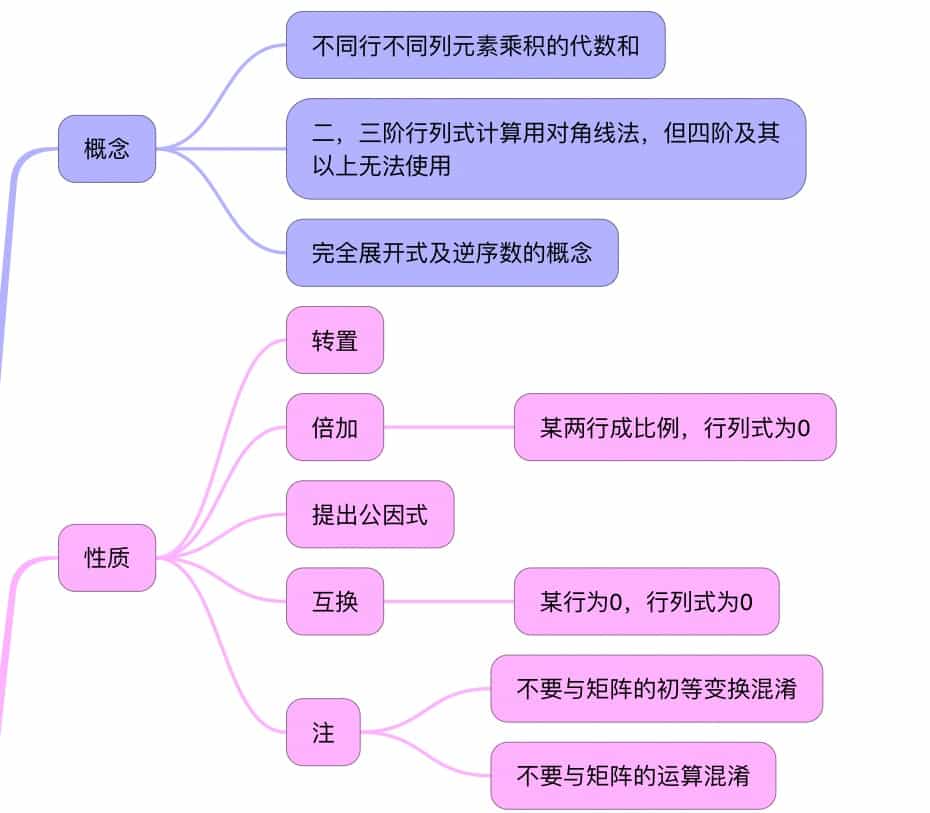 概念
不同行不同列元素乘积的代数和
二，三阶行列式计算用对角线法，但四阶及其
以上无法使用
完全展开式及逆序数的概念
性质
转置
倍加
某两行成比例，行列式为0
提出公因式
互换
某行为0，行列式为0
注
不要与矩阵的初等变换混淆
不要与矩阵的运算混淆